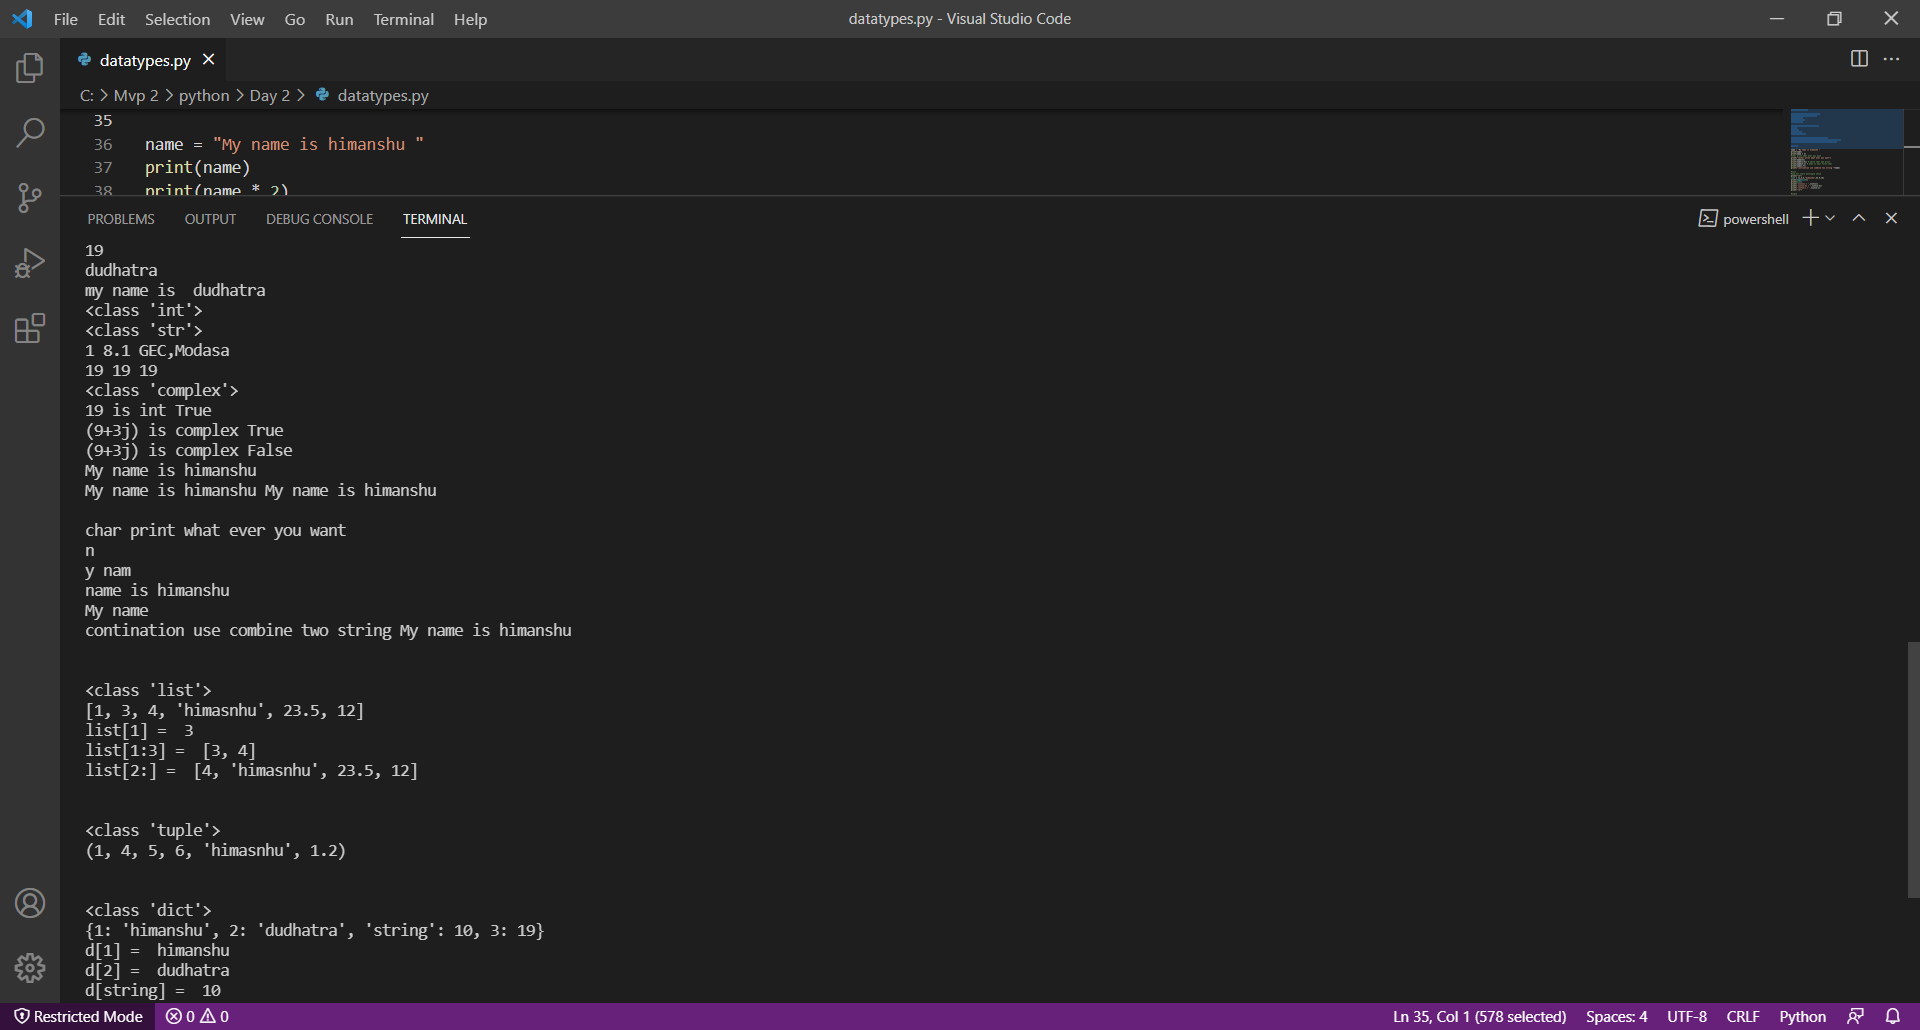 File Edit Selection View Go Run Terminal Help
datatypes.py - Visual Studio Code
datatypes.py
C: > Mvp 2 > python > Day 2 > datatypes.py
35
36 name = "My name is himanshu "
37 print(name)
38 print(name * 2)
PROBLEMS OUTPUT DEBUG CONSOLE TERMINAL
powershell
19
dudhatra
my name is  dudhatra
<class 'int'>
<class 'str'>
1 8.1 GEC,Modasa
19 19 19
<class 'complex'>
19 is int True
(9+3j) is complex True
(9+3j) is complex False
My name is himanshu
My name is himanshu My name is himanshu
char print what ever you want
n
y nam
name is himanshu
My name
contination use combine two string My name is himanshu
<class 'list'>
[1, 3, 4, 'himasnhu', 23.5, 12]
list[1] =  3
list[1:3] =  [3, 4]
list[2:] =  [4, 'himasnhu', 23.5, 12]
<class 'tuple'>
(1, 4, 5, 6, 'himasnhu', 1.2)
<class 'dict'>
{1: 'himanshu', 2: 'dudhatra', 'string': 10, 3: 19}
d[1] =  himanshu
d[2] =  dudhatra
d[string] =  10
Restricted Mode 0 0 Ln 35, Col 1 (578 selected) Spaces: 4 UTF-8 CRLF Python